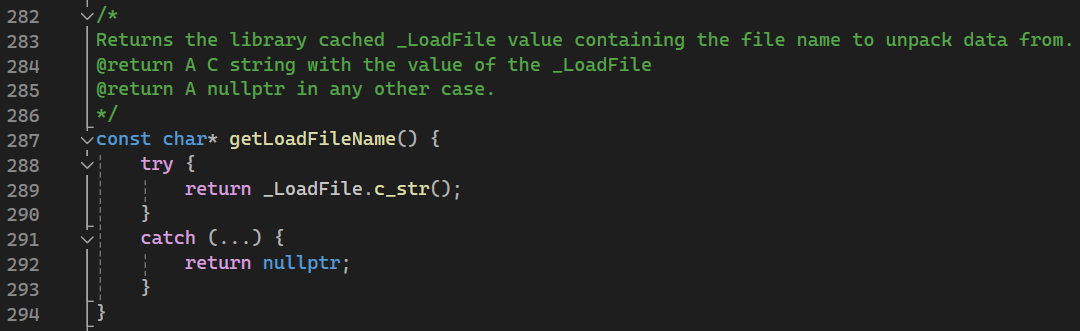 282 /*
283 Returns the library cached _LoadFile value containing the file name to unpack data from.
284 @return A C string with the value of the _LoadFile
285 @return A nullptr in any other case.
286 */
287 const char* getLoadFileName() {
288     try {
289         return _LoadFile.c_str();
290     }
291     catch (...) {
292         return nullptr;
293     }
294 }